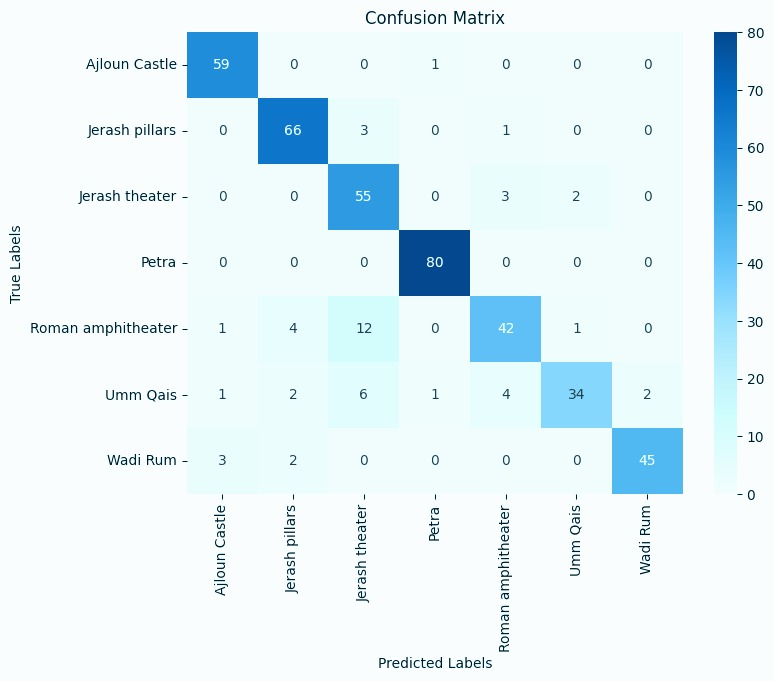 Confusion Matrix
Ajloun Castle 59 0 0 1 0 0 0
Jerash pillars 0 66 3 0 1 0 0
Jerash theater 0 0 55 0 3 2 0
Petra 0 0 0 80 0 0 0
Roman amphitheater 1 4 12 0 42 1 0
Umm Qais 1 2 6 1 4 34 2
Wadi Rum 3 2 0 0 0 0 45
True Labels
Ajloun Castle
Jerash pillars
Jerash theater
Petra
Roman amphitheater
Umm Qais
Wadi Rum
Predicted Labels
80
70
60
50
40
30
20
10
0